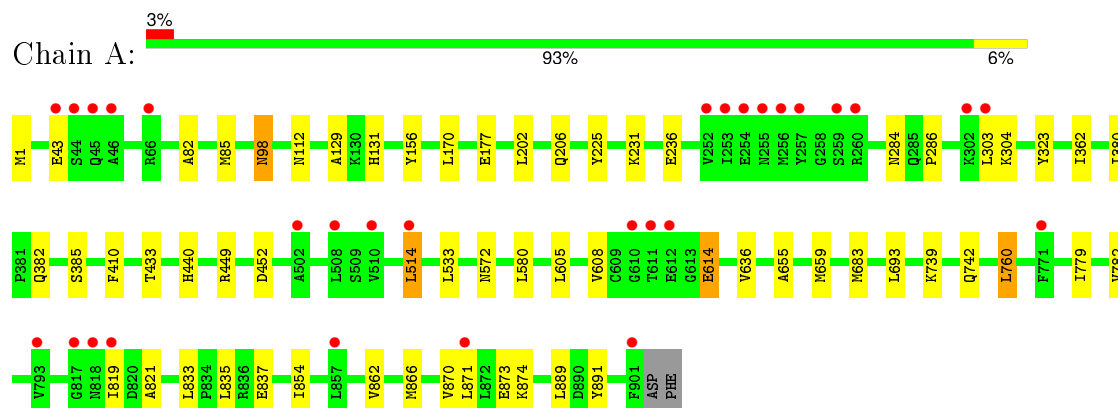 3%
Chain A:
93% 6%
M1 E43 S44 Q45 A46 R66 A82 M85 N98 N112 A129 K130 H131 Y156 L170 E177 L202 Q206 Y225 K231 E236 V252 I253 E254 N255 M256 Y257 G258 S259 R260 N284 Q285 P286 K302 L303 K304 Y323 I362
P381 Q382 S385 F410 T433 H440 R449 D452 A502 L508 S509 V510 L514 L533 N572 L580 L605 V608 C609 G610 T611 E612 G613 E614 V636 A655 M659 M683 L693 K739 Q742 L760 F771 I779
V793 G817 N818 I819 D820 A821 L833 P834 L835 R836 E837 I854 L857 V862 M866 V870 L871 L872 E873 K874 L889 D890 Y891 F901 ASP PHE